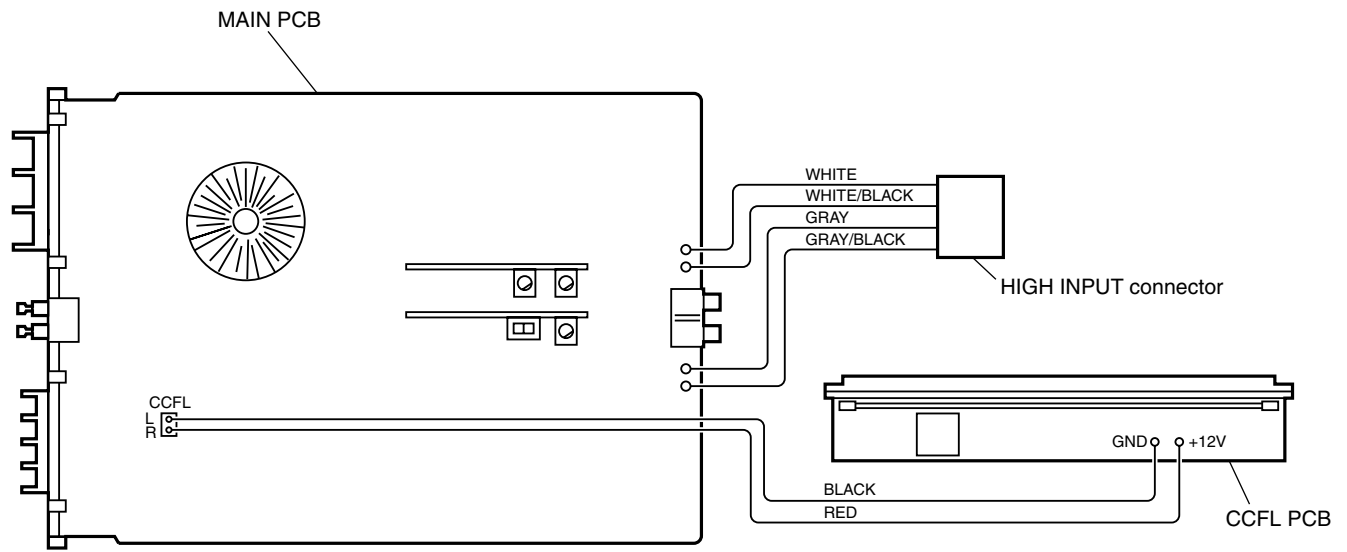 MAIN PCB
WHITE
WHITE/BLACK
GRAY
GRAY/BLACK
HIGH INPUT connector
CCFL
L
R
GND
+12V
BLACK
RED
CCFL PCB